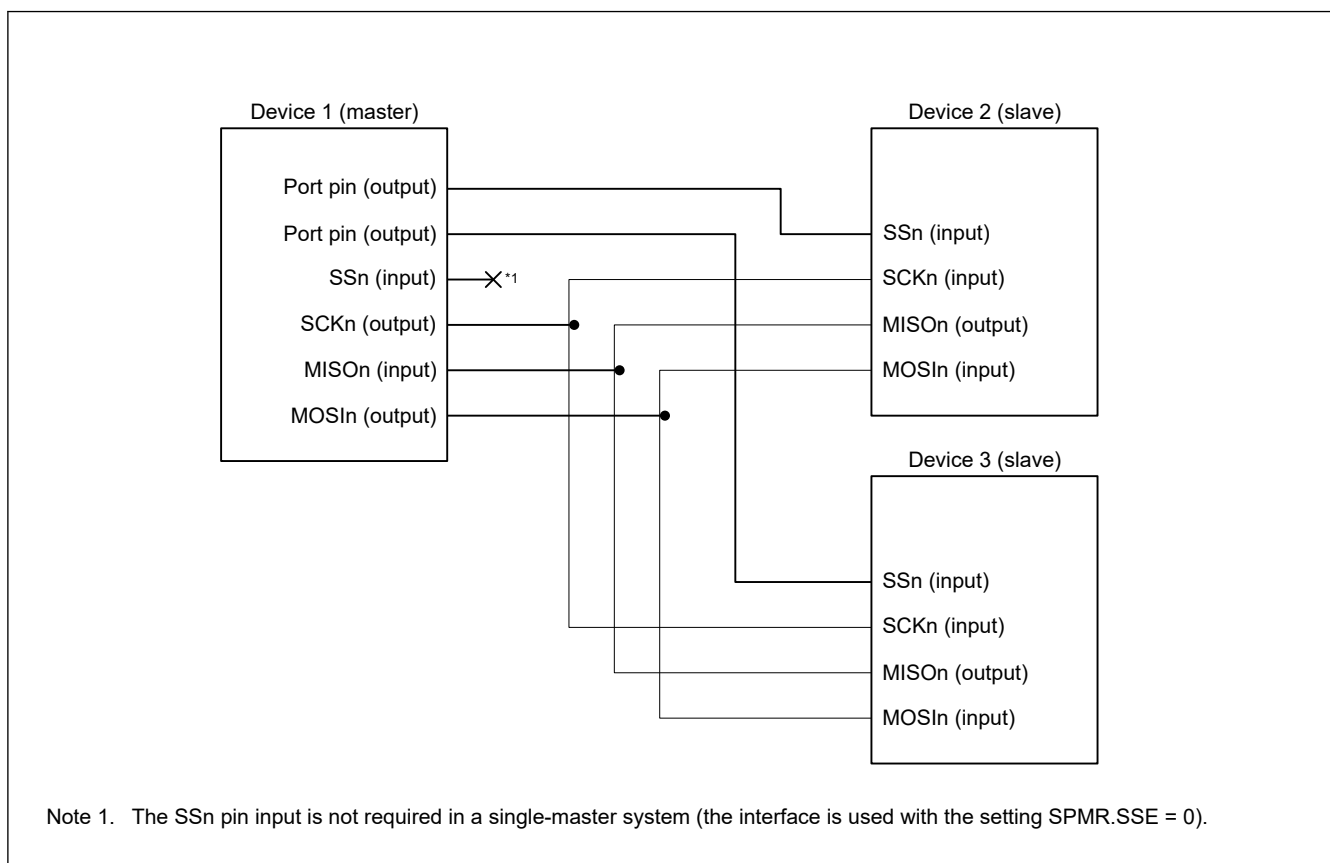 Device 1 (master)
Port pin (output)
Port pin (output)
SSn (input)
*1
SCKn (output)
MISOn (input)
MOSIn (output)
Device 2 (slave)
SSn (input)
SCKn (input)
MISOn (output)
MOSIn (input)
Device 3 (slave)
SSn (input)
SCKn (input)
MISOn (output)
MOSIn (input)
Note 1. The SSn pin input is not required in a single-master system (the interface is used with the setting SPMR.SSE = 0).